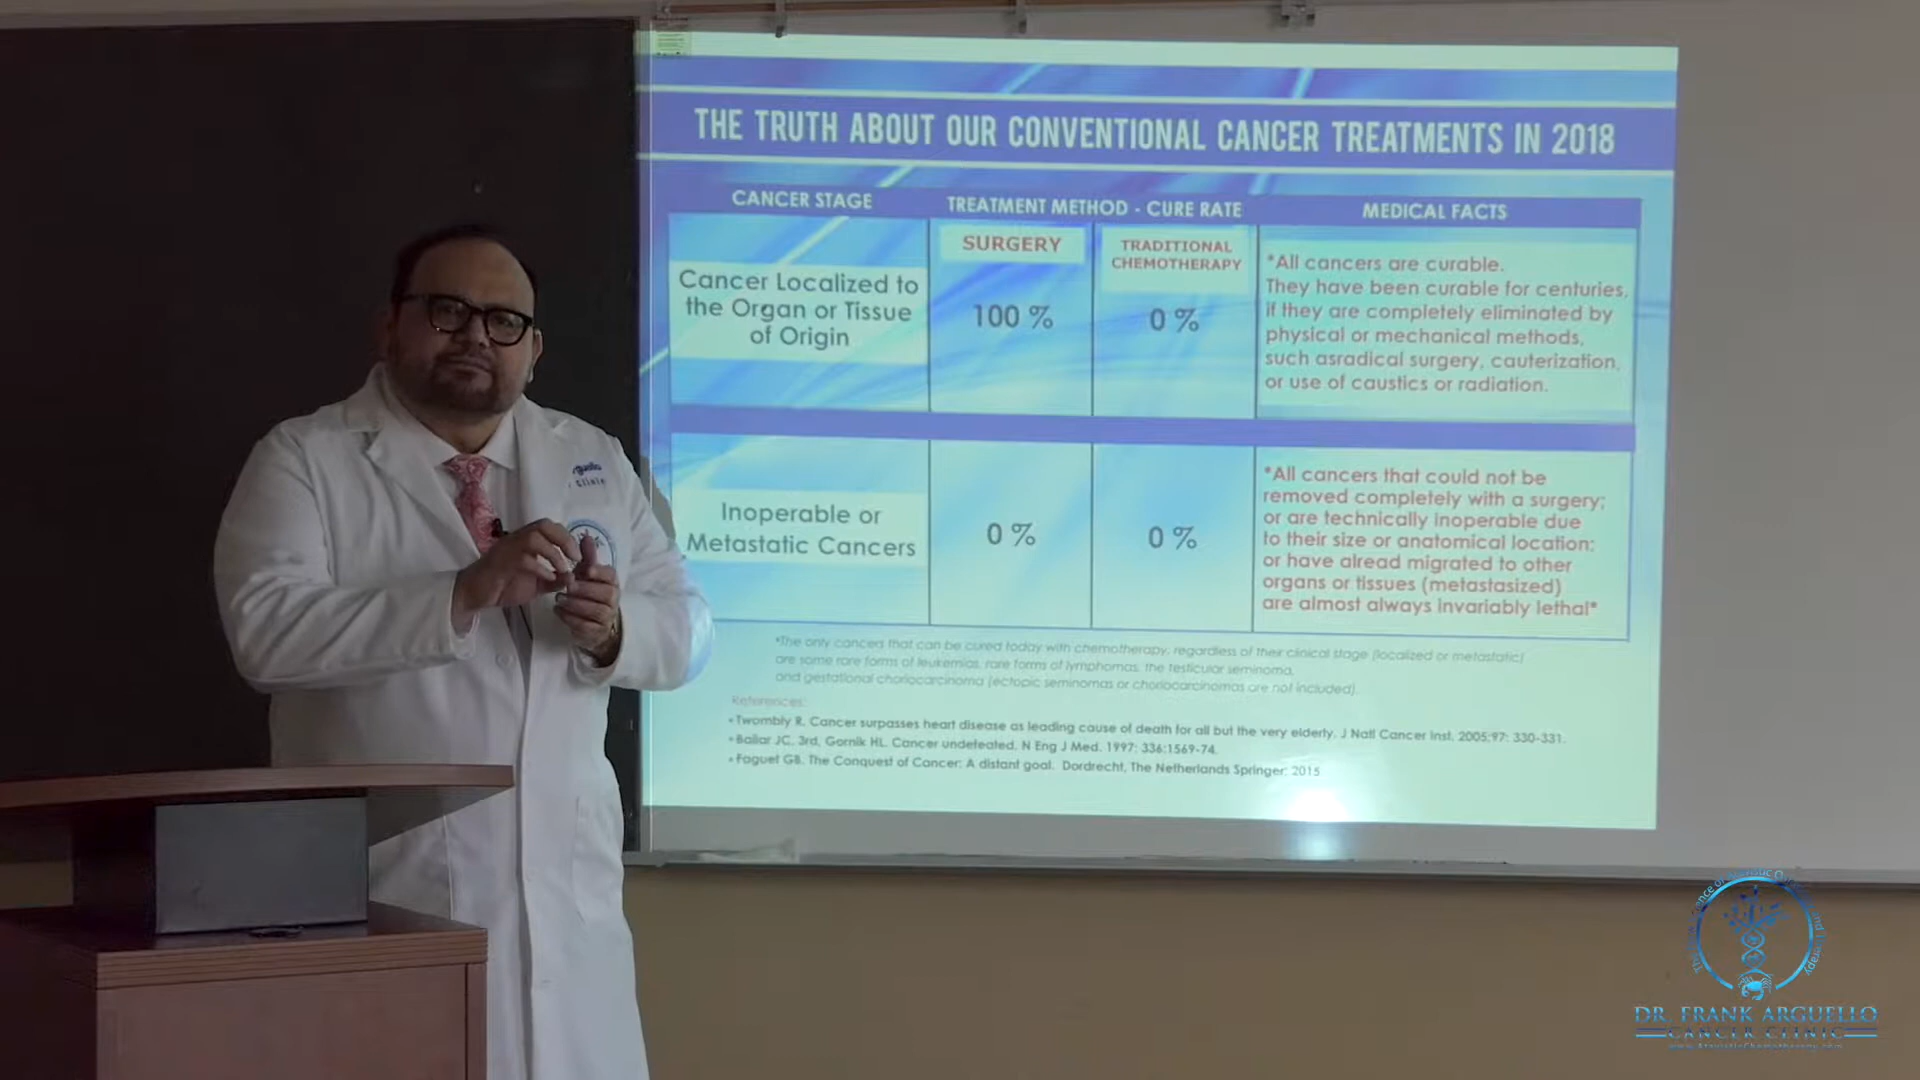 THE TRUTH ABOUT OUR CONVENTIONAL CANCER TREATMENTS IN 2018
CANCER STAGE
TREATMENT METHOD - CURE RATE
MEDICAL FACTS
Cancer Localized to
the Organ or Tissue
of Origin
SURGERY
100 %
TRADITIONAL
CHEMOTHERAPY
0 %
*All cancers are curable.
They have been curable for centuries,
if they are completely eliminated by
physical or mechanical methods,
such asradical surgery, cauterization,
or use of caustics or radiation.
Inoperable or
Metastatic Cancers
0 %
0 %
*All cancers that could not be
removed completely with a surgery;
or are technically inoperable due
to their size or anatomical location;
or have alread migrated to other
organs or tissues (metastasized)
are almost always invariably lethal*
*The only cancers that can be cured today with chemotherapy, regardless of their clinical stage (localized or metastatic)
are some rare forms of leukemias, rare forms of lymphomas, the testicular seminoma,
and gestational choriocarcinoma (ectopic seminomas or choriocarcinomas are not included).
References:
• Twombly R. Cancer surpasses heart disease as leading cause of death for all but the very elderly. J Natl Cancer Inst. 2005;97: 330-331.
• Bailar JC, 3rd, Gornik HL. Cancer undefeated. N Eng J Med. 1997; 336:1569-74.
• Faguet GB. The Conquest of Cancer: A distant goal. Dordrecht, The Netherlands Springer; 2015
Clinic
DR. FRANK ARGUELLO
CANCER CLINIC
www.AtavisticChemotherapy.com